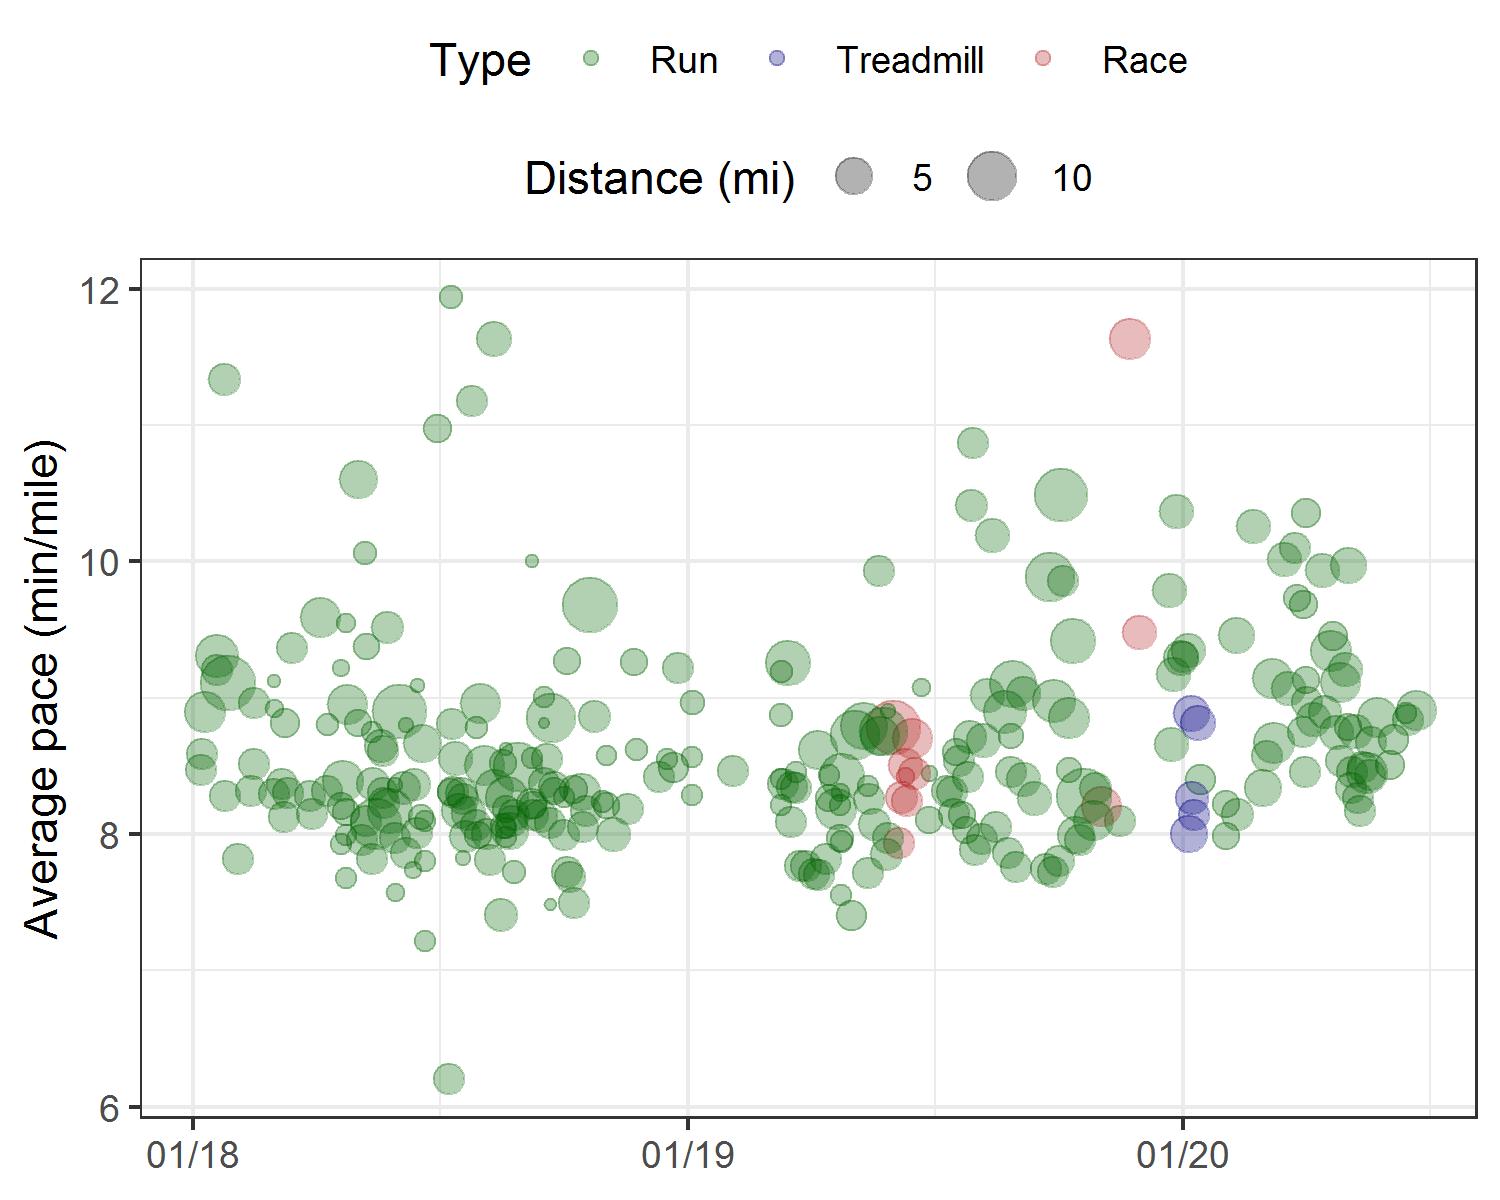 Type Run Treadmill Race
Distance (mi) 5 10
Average pace (min/mile)
12
10
8
6
01/18 01/19 01/20